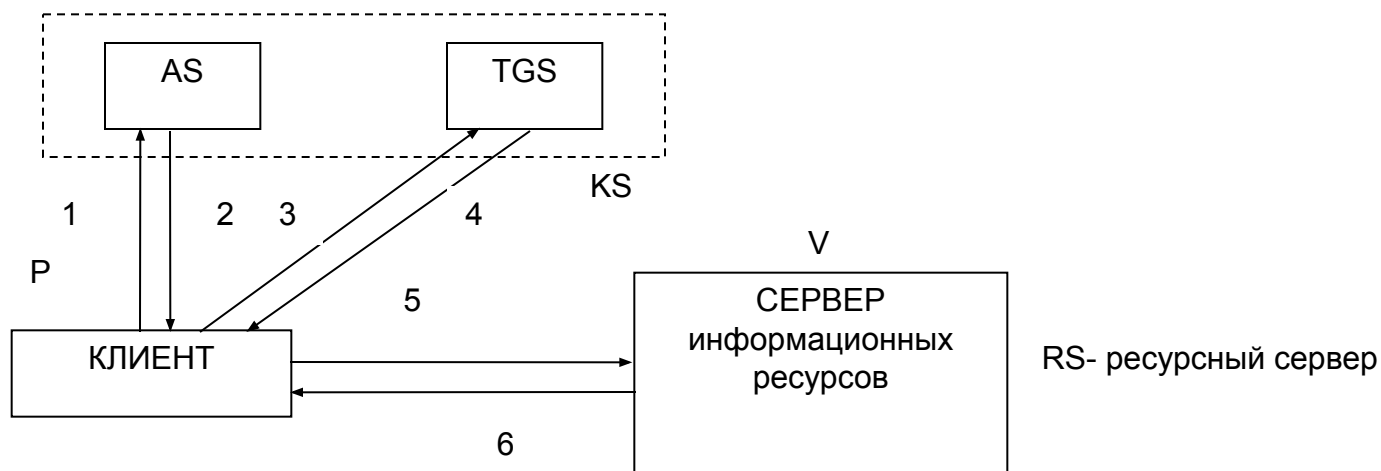 AS
TGS
KS
1
2
3
4
P
V
5
СЕРВЕР
информационных
ресурсов
КЛИЕНТ
RS- ресурсный сервер
6